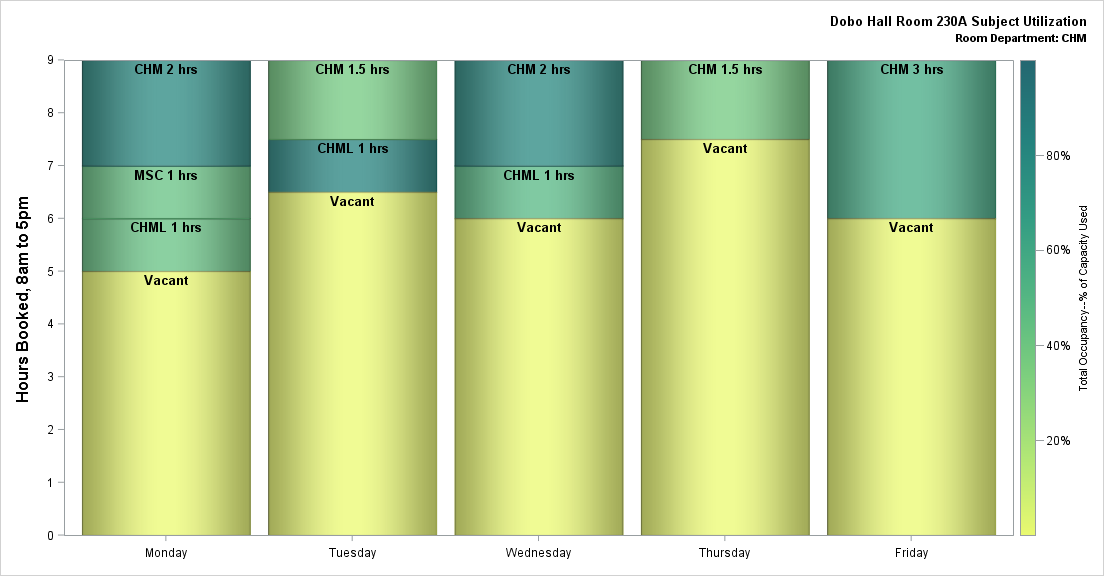 Dobo Hall Room 230A Subject Utilization
Room Department: CHM
Hours Booked, 8am to 5pm
9
8
7
6
5
4
3
2
1
0
CHM 2 hrs
MSC 1 hrs
CHML 1 hrs
Vacant
CHM 1.5 hrs
CHML 1 hrs
Vacant
CHM 2 hrs
CHML 1 hrs
Vacant
CHM 1.5 hrs
Vacant
CHM 3 hrs
Vacant
Monday
Tuesday
Wednesday
Thursday
Friday
80%
60%
40%
20%
Total Occupancy--% of Capacity Used